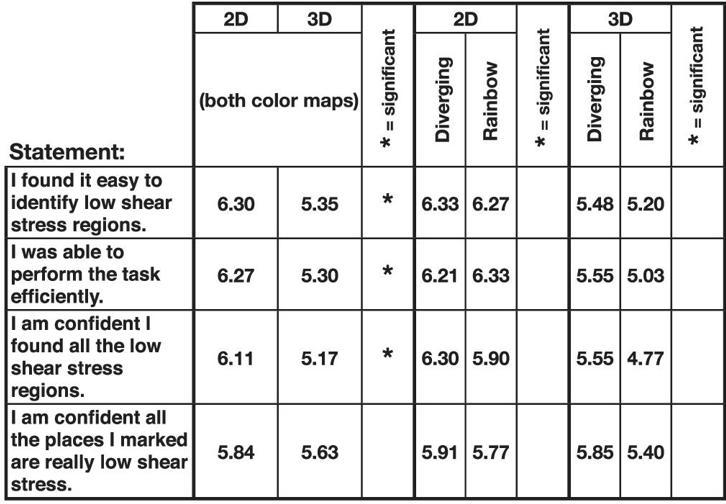 2D 3D 2D 3D
(both color maps)
* = significant
Diverging
Rainbow
* = significant
Diverging
Rainbow
* = significant
Statement:
I found it easy to
identify low shear
stress regions.
6.30 5.35 * 6.33 6.27 5.48 5.20
I was able to
perform the task
efficiently.
6.27 5.30 * 6.21 6.33 5.55 5.03
I am confident I
found all the low
shear stress
regions.
6.11 5.17 * 6.30 5.90 5.55 4.77
I am confident all
the places I marked
are really low shear
stress.
5.84 5.63 5.91 5.77 5.85 5.40